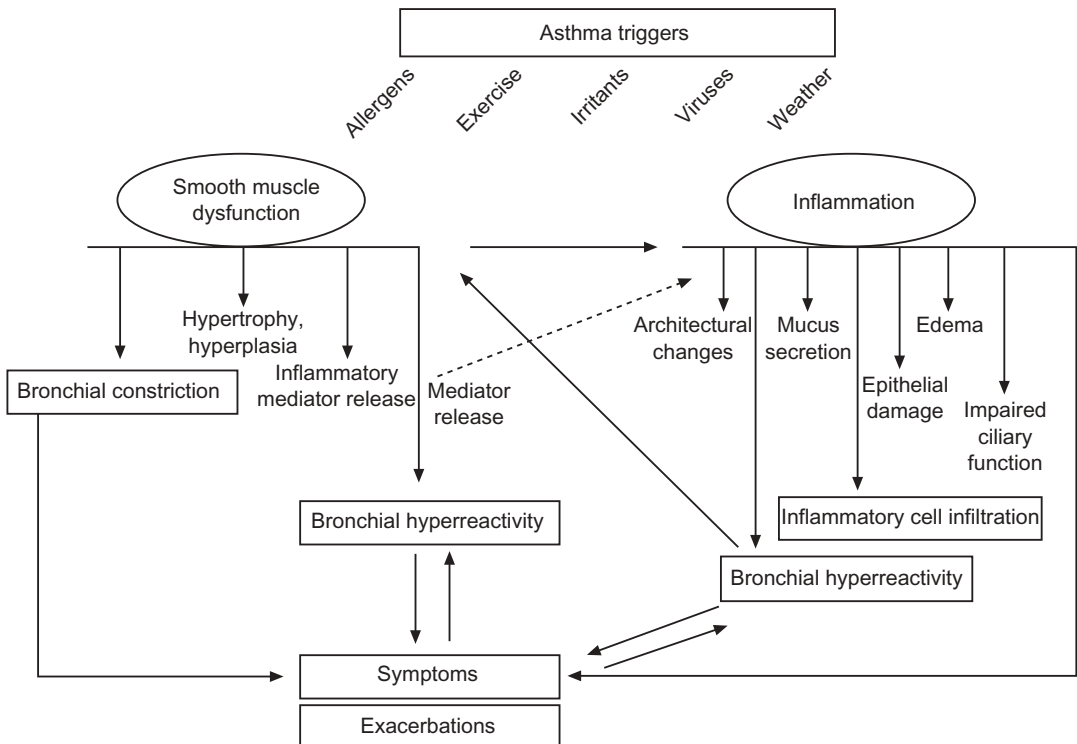 Asthma triggers
Allergens
Exercise
Irritants
Viruses
Weather
Smooth muscle
dysfunction
Inflammation
Hypertrophy,
hyperplasia
Bronchial constriction
Inflammatory
mediator release
Mediator
release
Architectural
changes
Mucus
secretion
Edema
Epithelial
damage
Impaired
ciliary
function
Bronchial hyperreactivity
Inflammatory cell infiltration
Bronchial hyperreactivity
Symptoms
Exacerbations